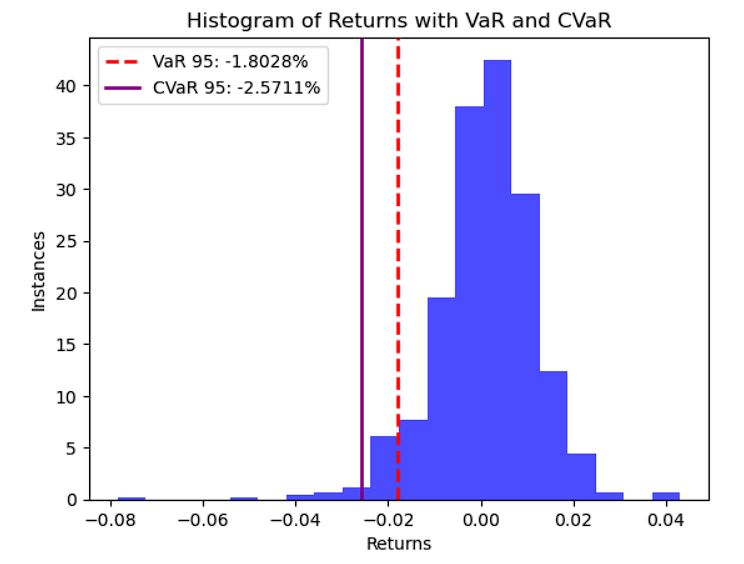 Histogram of Returns with VaR and CVaR
VaR 95: -1.8028%
CVaR 95: -2.5711%
Instances
40
35
30
25
20
15
10
5
0
−0.08 −0.06 −0.04 −0.02 0.00 0.02 0.04
Returns